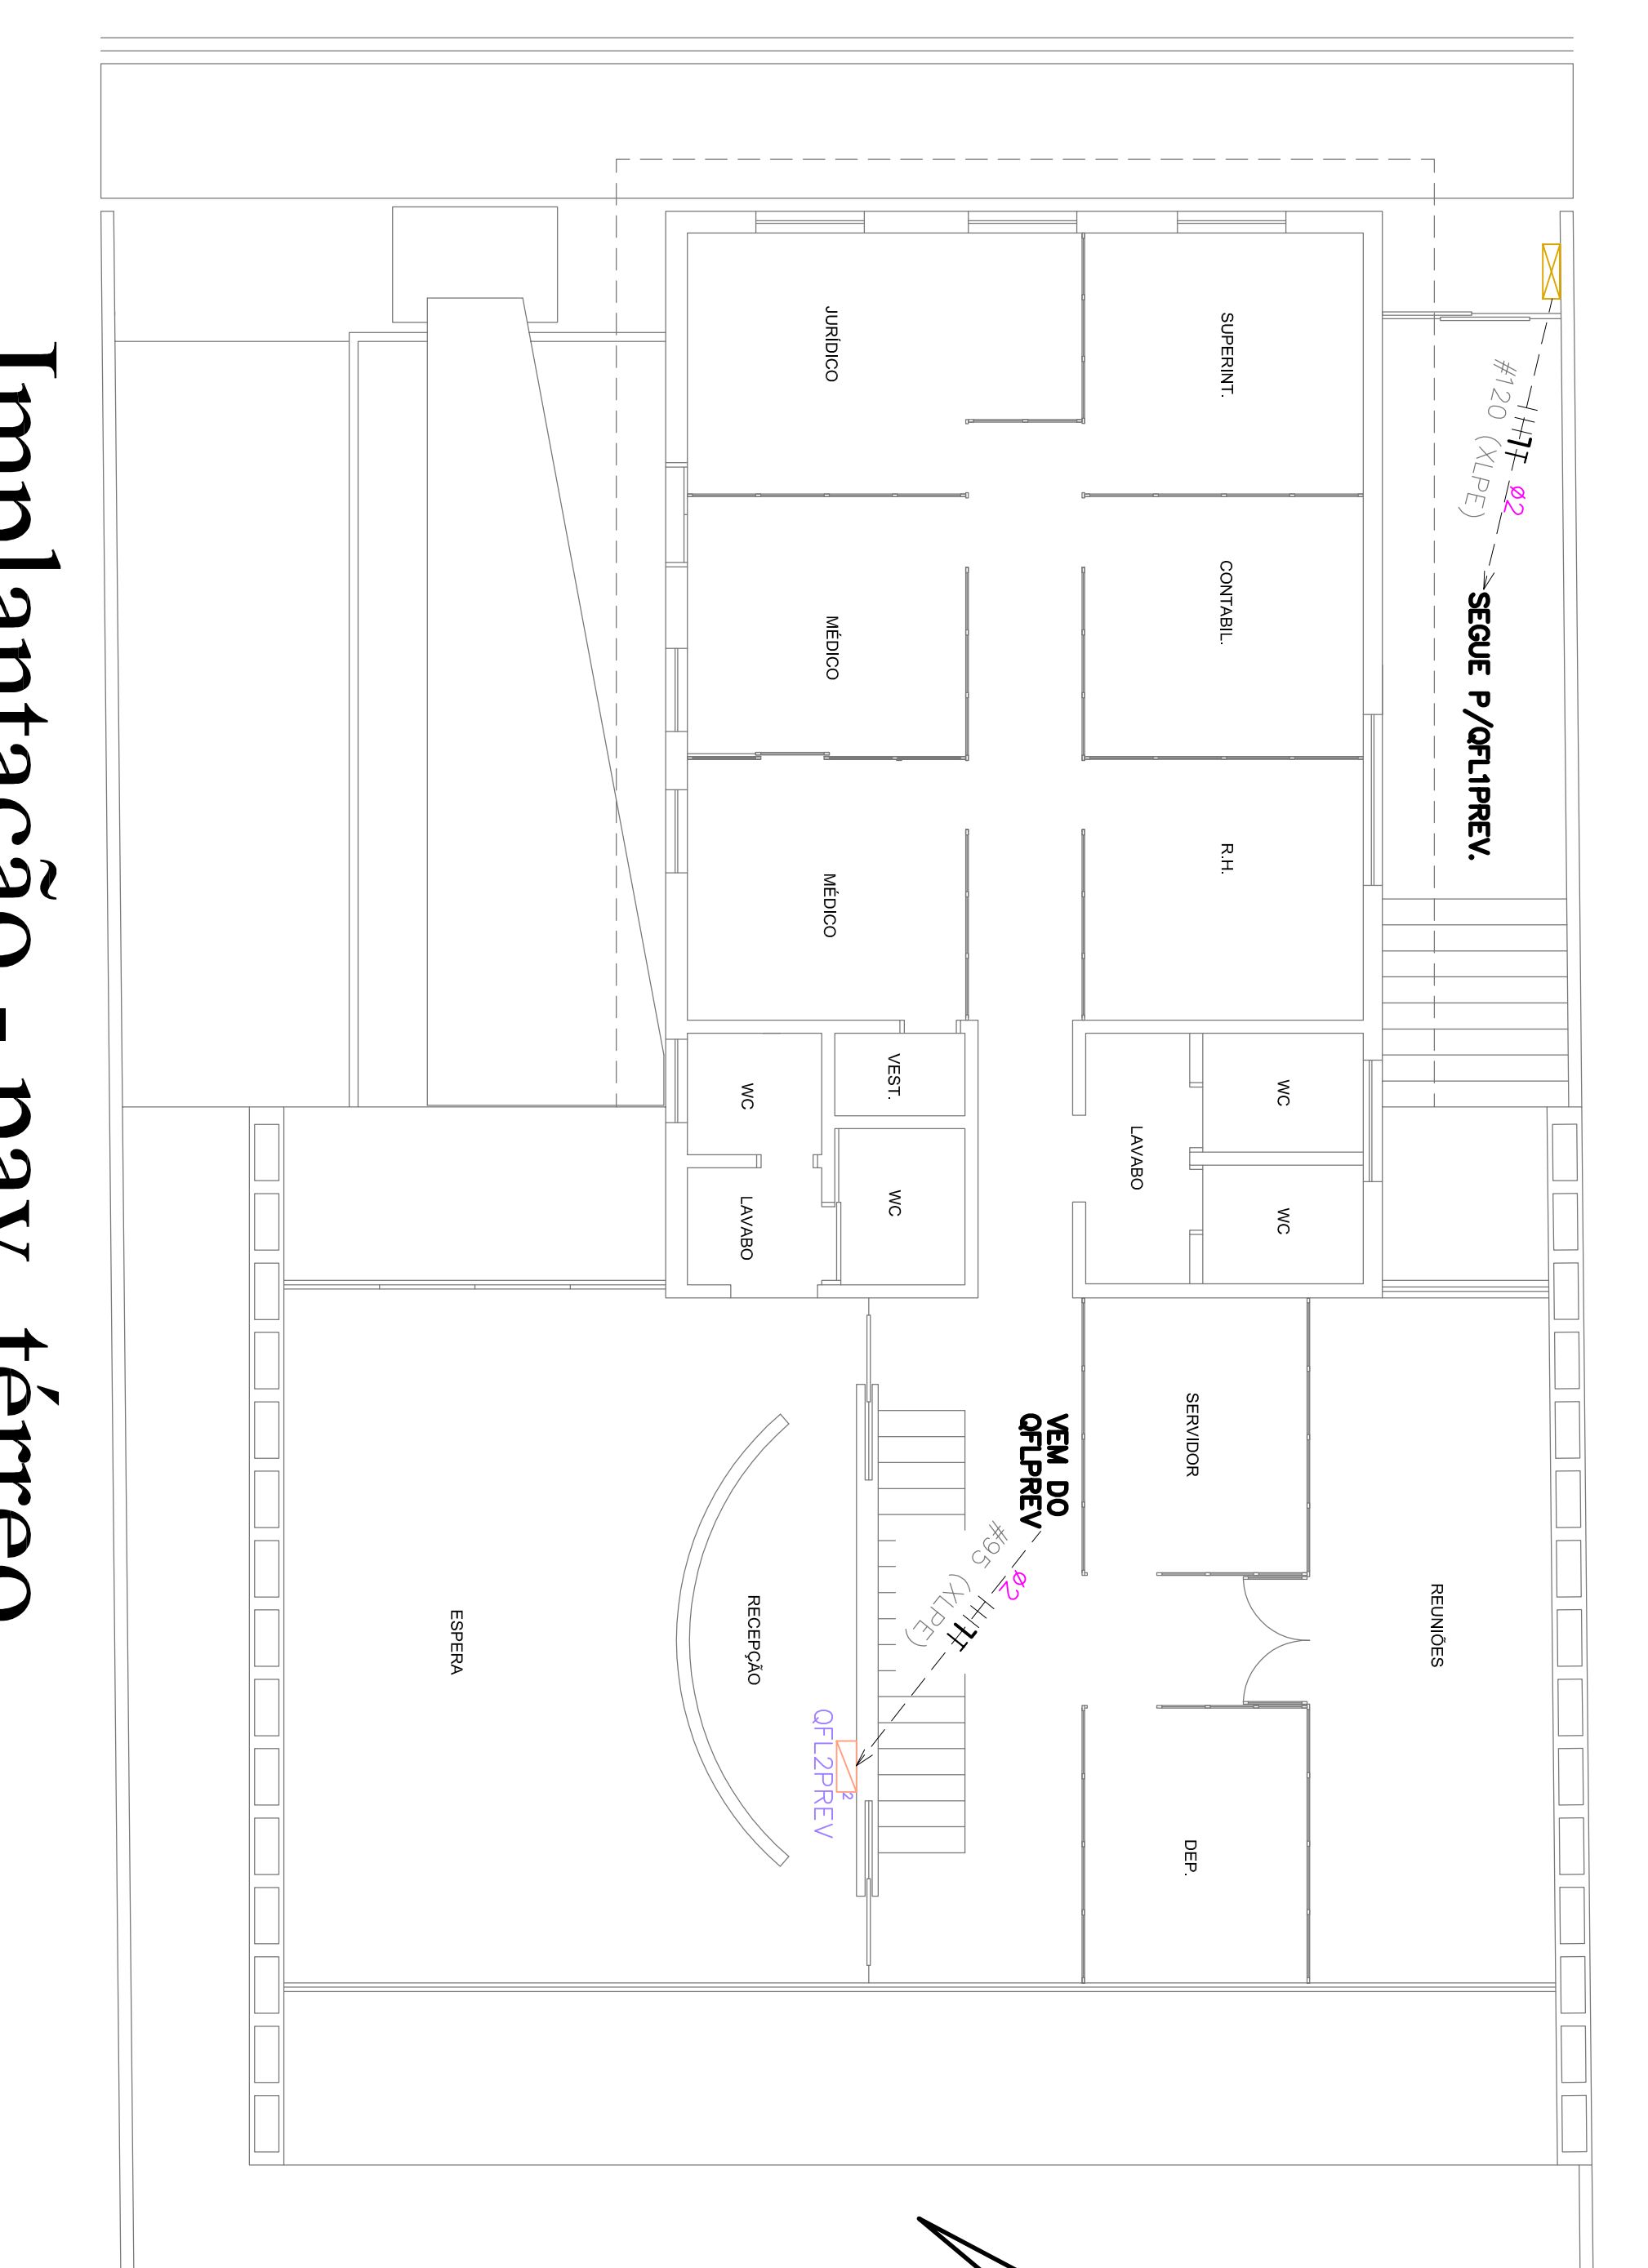 #120 (XLPE)
ø2
SEGUE P/QFL1PREV.
SUPERINT.
CONTABIL.
R.H.
JURÍDICO
MÉDICO
MÉDICO
WC
WC
LAVABO
VEST.
WC
WC
LAVABO
REUNIÕES
SERVIDOR
DEP.
VEM DO
QFLPREV
ø2
#95 (XLPE)
2
QFL2PREV
RECEPÇÃO
ESPERA
Implantação - pav. térreo